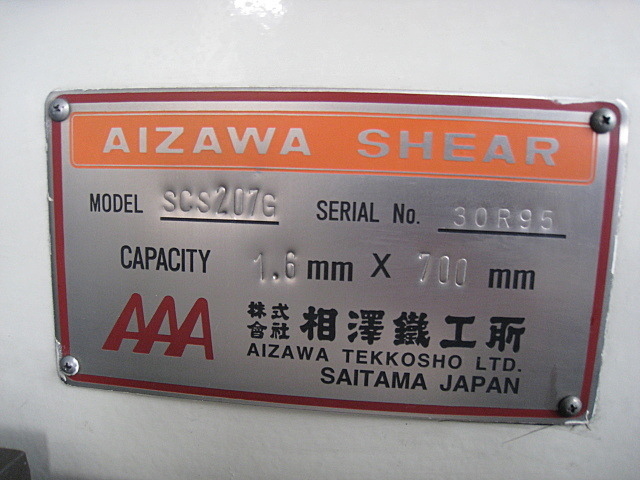 AIZAWA SHEAR
MODEL SCS207G SERIAL No. 30R95
CAPACITY 1.6 mm X 700 mm
AAA 株式會社 相澤鐵工所
AIZAWA TEKKOSHO LTD.
SAITAMA JAPAN